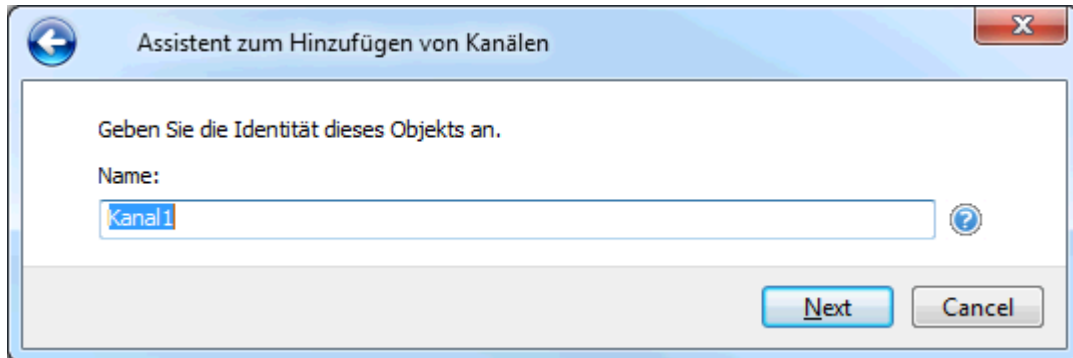 Assistent zum Hinzufügen von Kanälen
Geben Sie die Identität dieses Objekts an.
Name:
Kanal1
Next Cancel